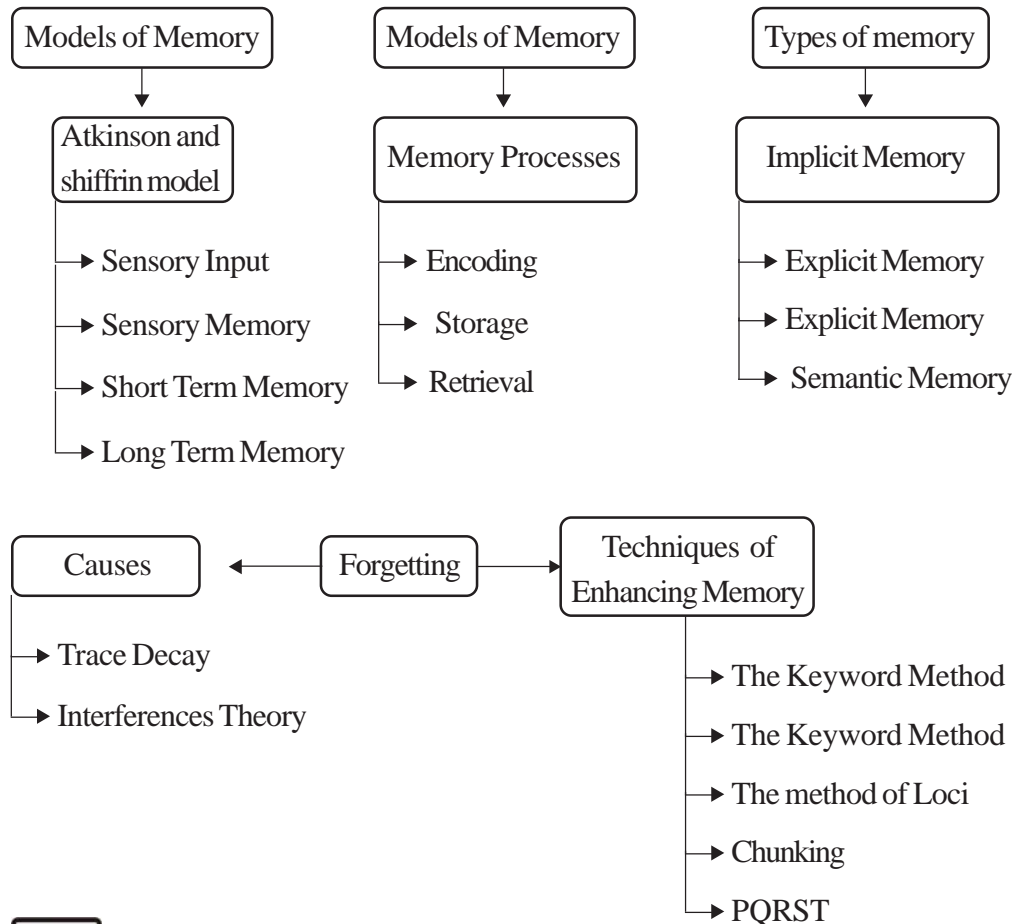 Models of Memory
Models of Memory
Types of memory
Atkinson and
shiffrin model
Memory Processes
Implicit Memory
Sensory Input
Sensory Memory
Short Term Memory
Long Term Memory
Encoding
Storage
Retrieval
Explicit Memory
Explicit Memory
Semantic Memory
Causes
Forgetting
Techniques of
Enhancing Memory
Trace Decay
Interferences Theory
The Keyword Method
The Keyword Method
The method of Loci
Chunking
PQRST